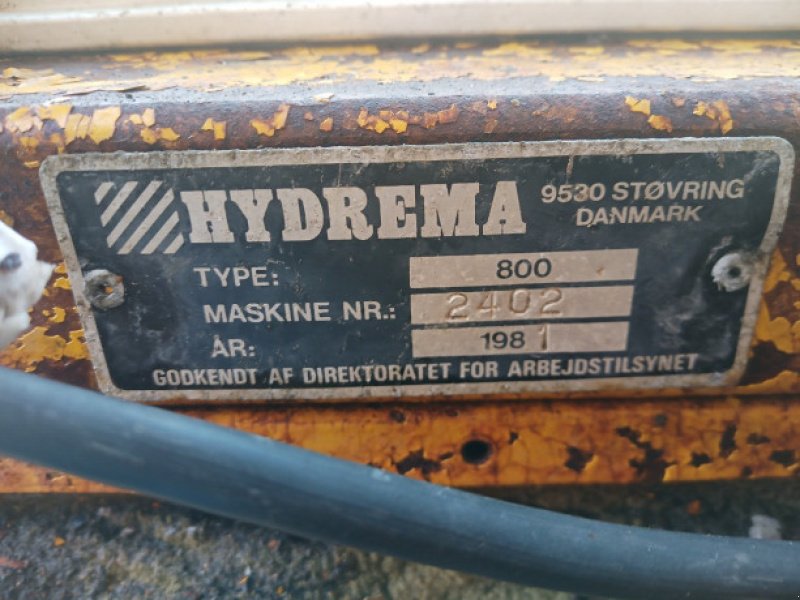 HYDREMA
9530 STØVRING
DANMARK
TYPE: 800
MASKINE NR.: 2402
ÅR: 1981
GODKENDT AF DIREKTORATET FOR ARBEJDSTILSYNET